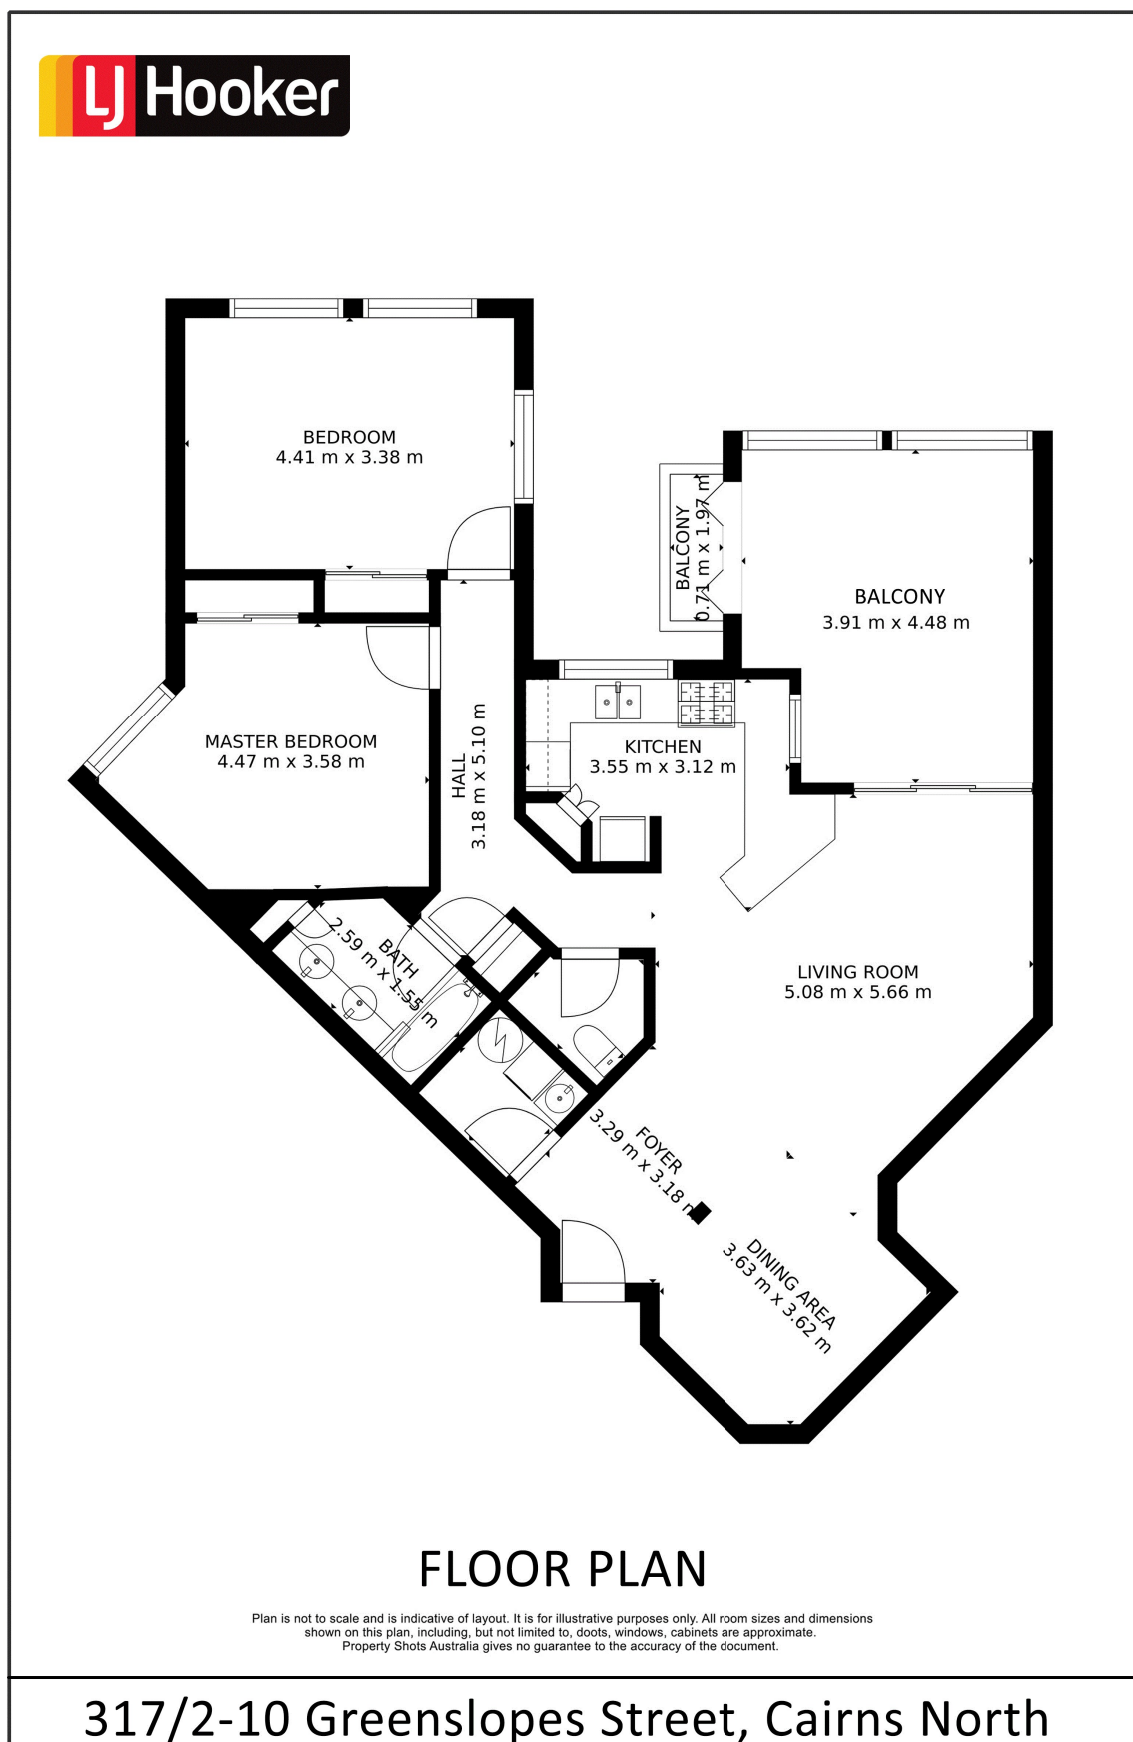 LJ Hooker
BEDROOM
4.41 m x 3.38 m
BALCONY
0.71 m x 1.97 m
BALCONY
3.91 m x 4.48 m
MASTER BEDROOM
4.47 m x 3.58 m
HALL
3.18 m x 5.10 m
KITCHEN
3.55 m x 3.12 m
BATH
2.59 m x 1.55 m
LIVING ROOM
5.08 m x 5.66 m
FOYER
3.29 m x 3.18 m
DINING AREA
3.63 m x 3.62 m
FLOOR PLAN
Plan is not to scale and is indicative of layout. It is for illustrative purposes only. All room sizes and dimensions
shown on this plan, including, but not limited to, doots, windows, cabinets are approximate.
Property Shots Australia gives no guarantee to the accuracy of the document.
317/2-10 Greenslopes Street, Cairns North